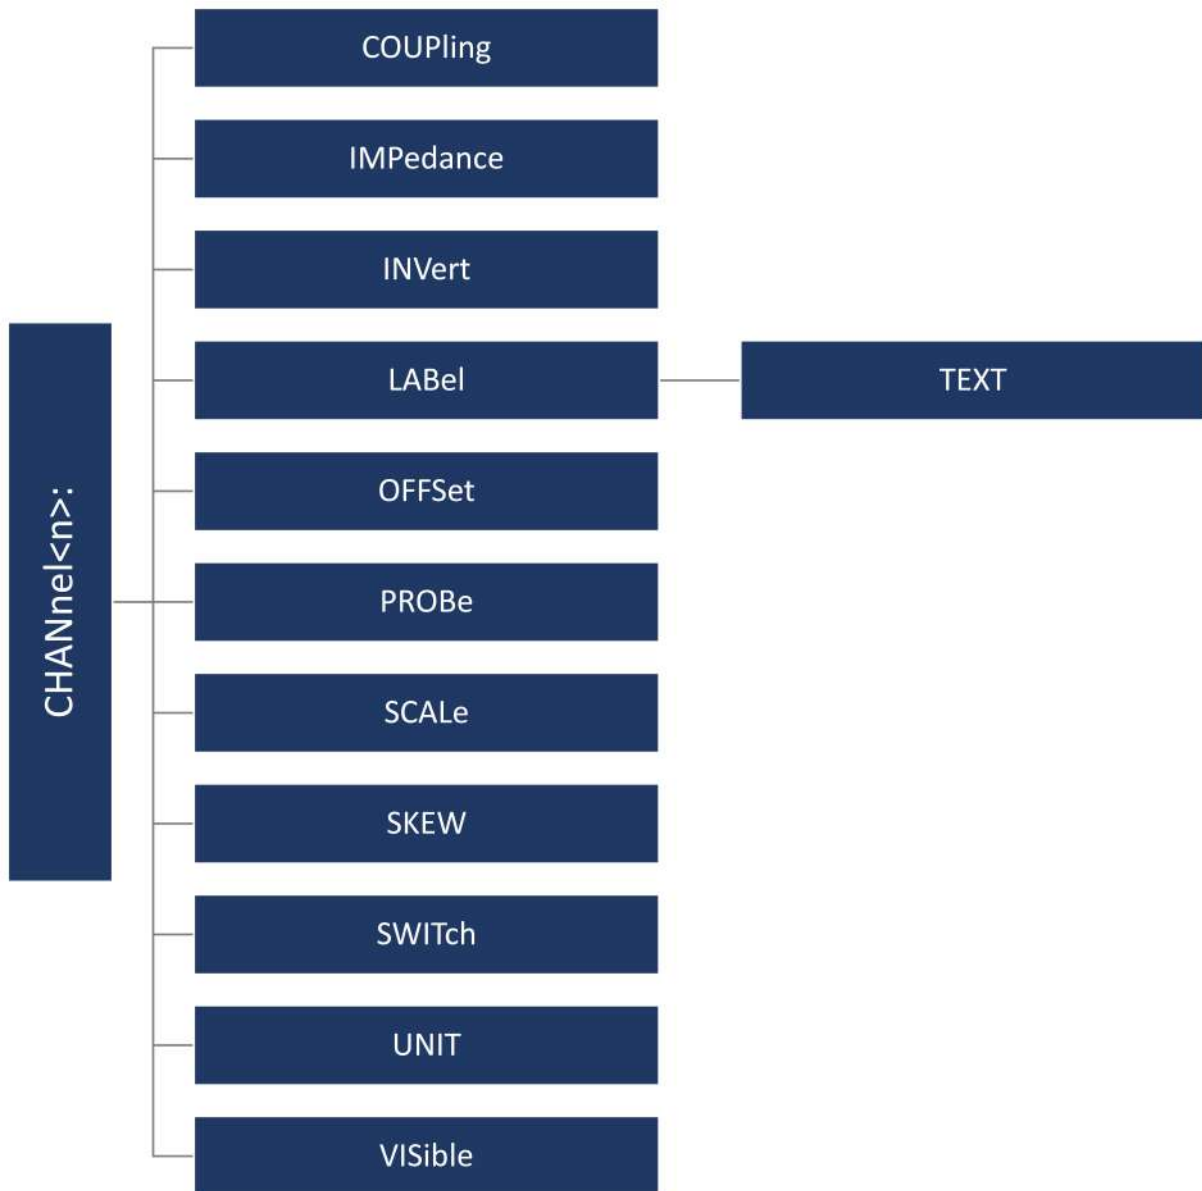 CHANnel<n>:
COUPling
IMPedance
INVert
LABel
TEXT
OFFSet
PROBe
SCALe
SKEW
SWITch
UNIT
VISible